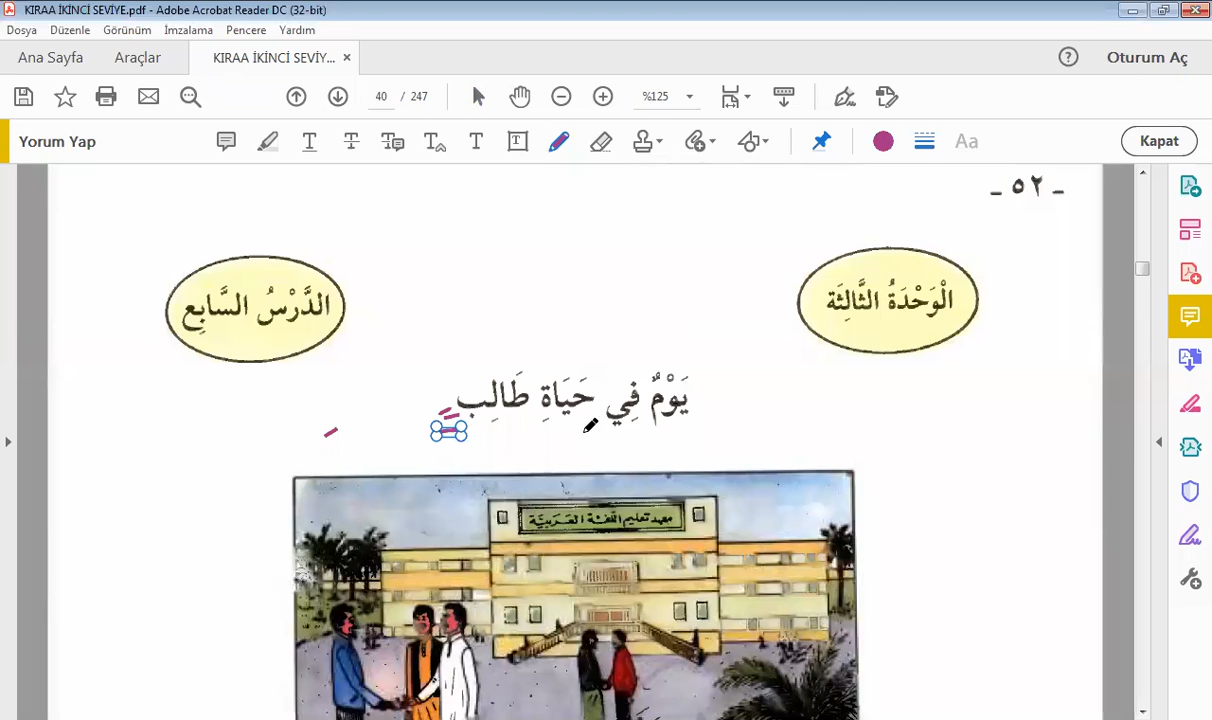 KIRAA İKİNCİ SEVİYE.pdf - Adobe Acrobat Reader DC (32-bit)
Dosya Düzenle Görünüm İmzalama Pencere Yardım
Ana Sayfa Araçlar KIRAA İKİNCİ SEVİY... × Oturum Aç
40 / 247 %125
Yorum Yap Aa Kapat
ـ ٥٢ ـ
الْوَحْدَةُ الثَّالِثَة
الدَّرْسُ السَّابِع
يَوْمٌ فِي حَيَاةِ طَالِب
معهد تعليم اللغة العربية